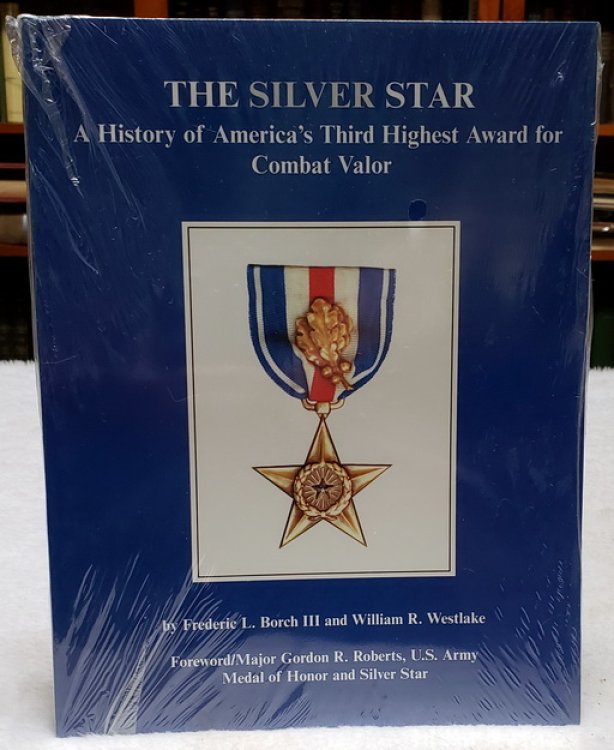 THE SILVER STAR
A History of America's Third Highest Award for
Combat Valor
by Frederic L. Borch III and William R. Westlake
Foreword/Major Gordon R. Roberts, U.S. Army
Medal of Honor and Silver Star